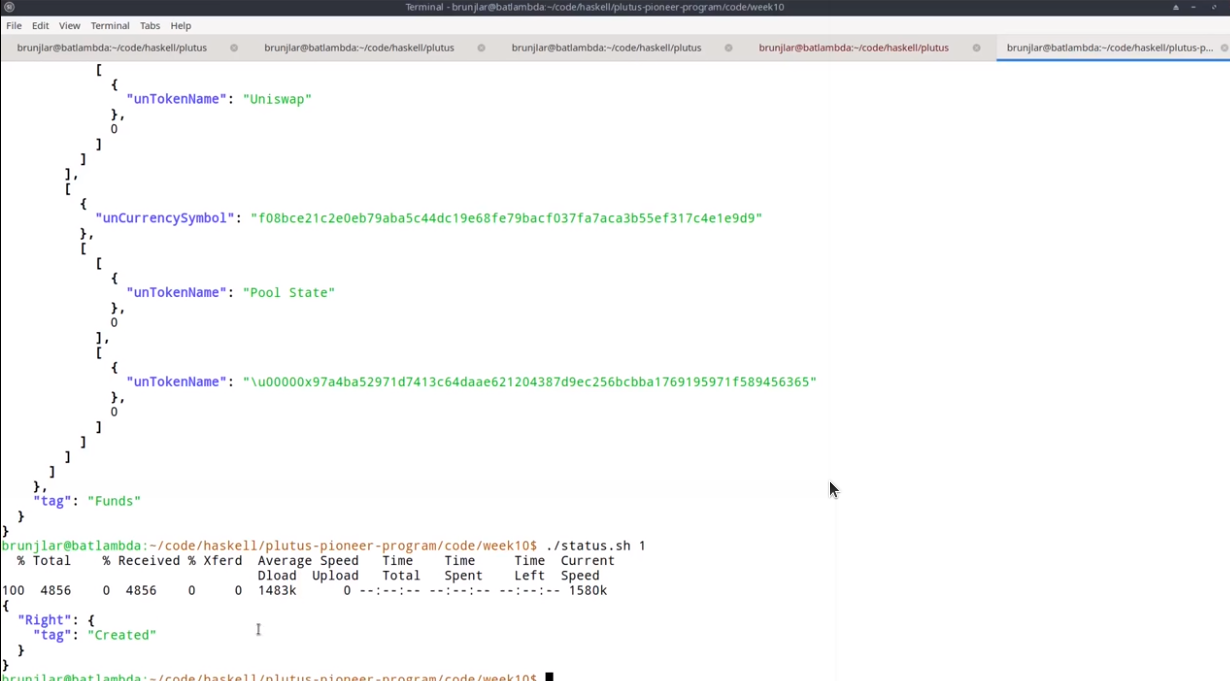 Terminal - brunjlar@batlambda:~/code/haskell/plutus-pioneer-program/code/week10
File Edit View Terminal Tabs Help
brunjlar@batlambda:~/code/haskell/plutus brunjlar@batlambda:~/code/haskell/plutus brunjlar@batlambda:~/code/haskell/plutus brunjlar@batlambda:~/code/haskell/plutus brunjlar@batlambda:~/code/haskell/plutus-p...
[
{
"unTokenName": "Uniswap"
},
0
]
]
],
[
{
"unCurrencySymbol": "f08bce21c2e0eb79aba5c44dc19e68fe79bacf037fa7aca3b55ef317c4e1e9d9"
},
[
[
{
"unTokenName": "Pool State"
},
0
],
[
{
"unTokenName": "\u00000x97a4ba52971d7413c64daae621204387d9ec256bcbba1769195971f589456365"
},
0
]
]
]
]
},
"tag": "Funds"
}
}
brunjlar@batlambda:~/code/haskell/plutus-pioneer-program/code/week10$ ./status.sh 1
% Total % Received % Xferd Average Speed Time Time Time Current
Dload Upload Total Spent Left Speed
100 4856 0 4856 0 0 1483k 0 --:--:-- --:--:-- --:--:-- 1580k
{
"Right": {
"tag": "Created"
}
}
brunjlar@batlambda:~/code/haskell/plutus-pioneer-program/code/week10$